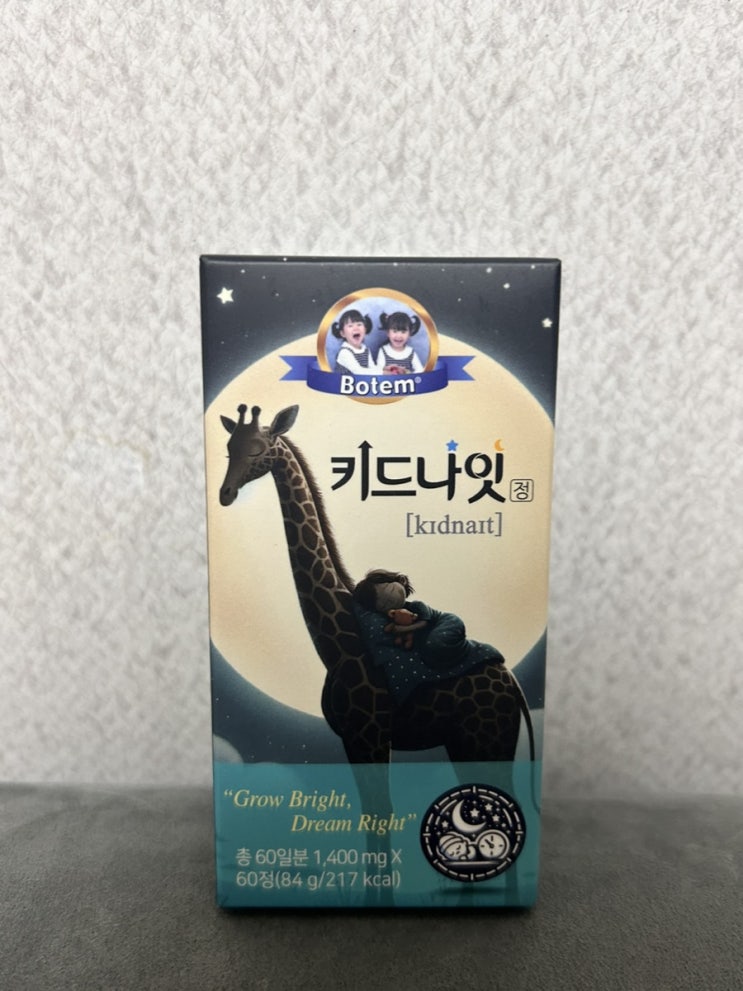 Botem®
키드나잇 정
[kıdnaıt]
“Grow Bright,
Dream Right”
총 60일분 1,400 mg X
60정(84 g/217 kcal)